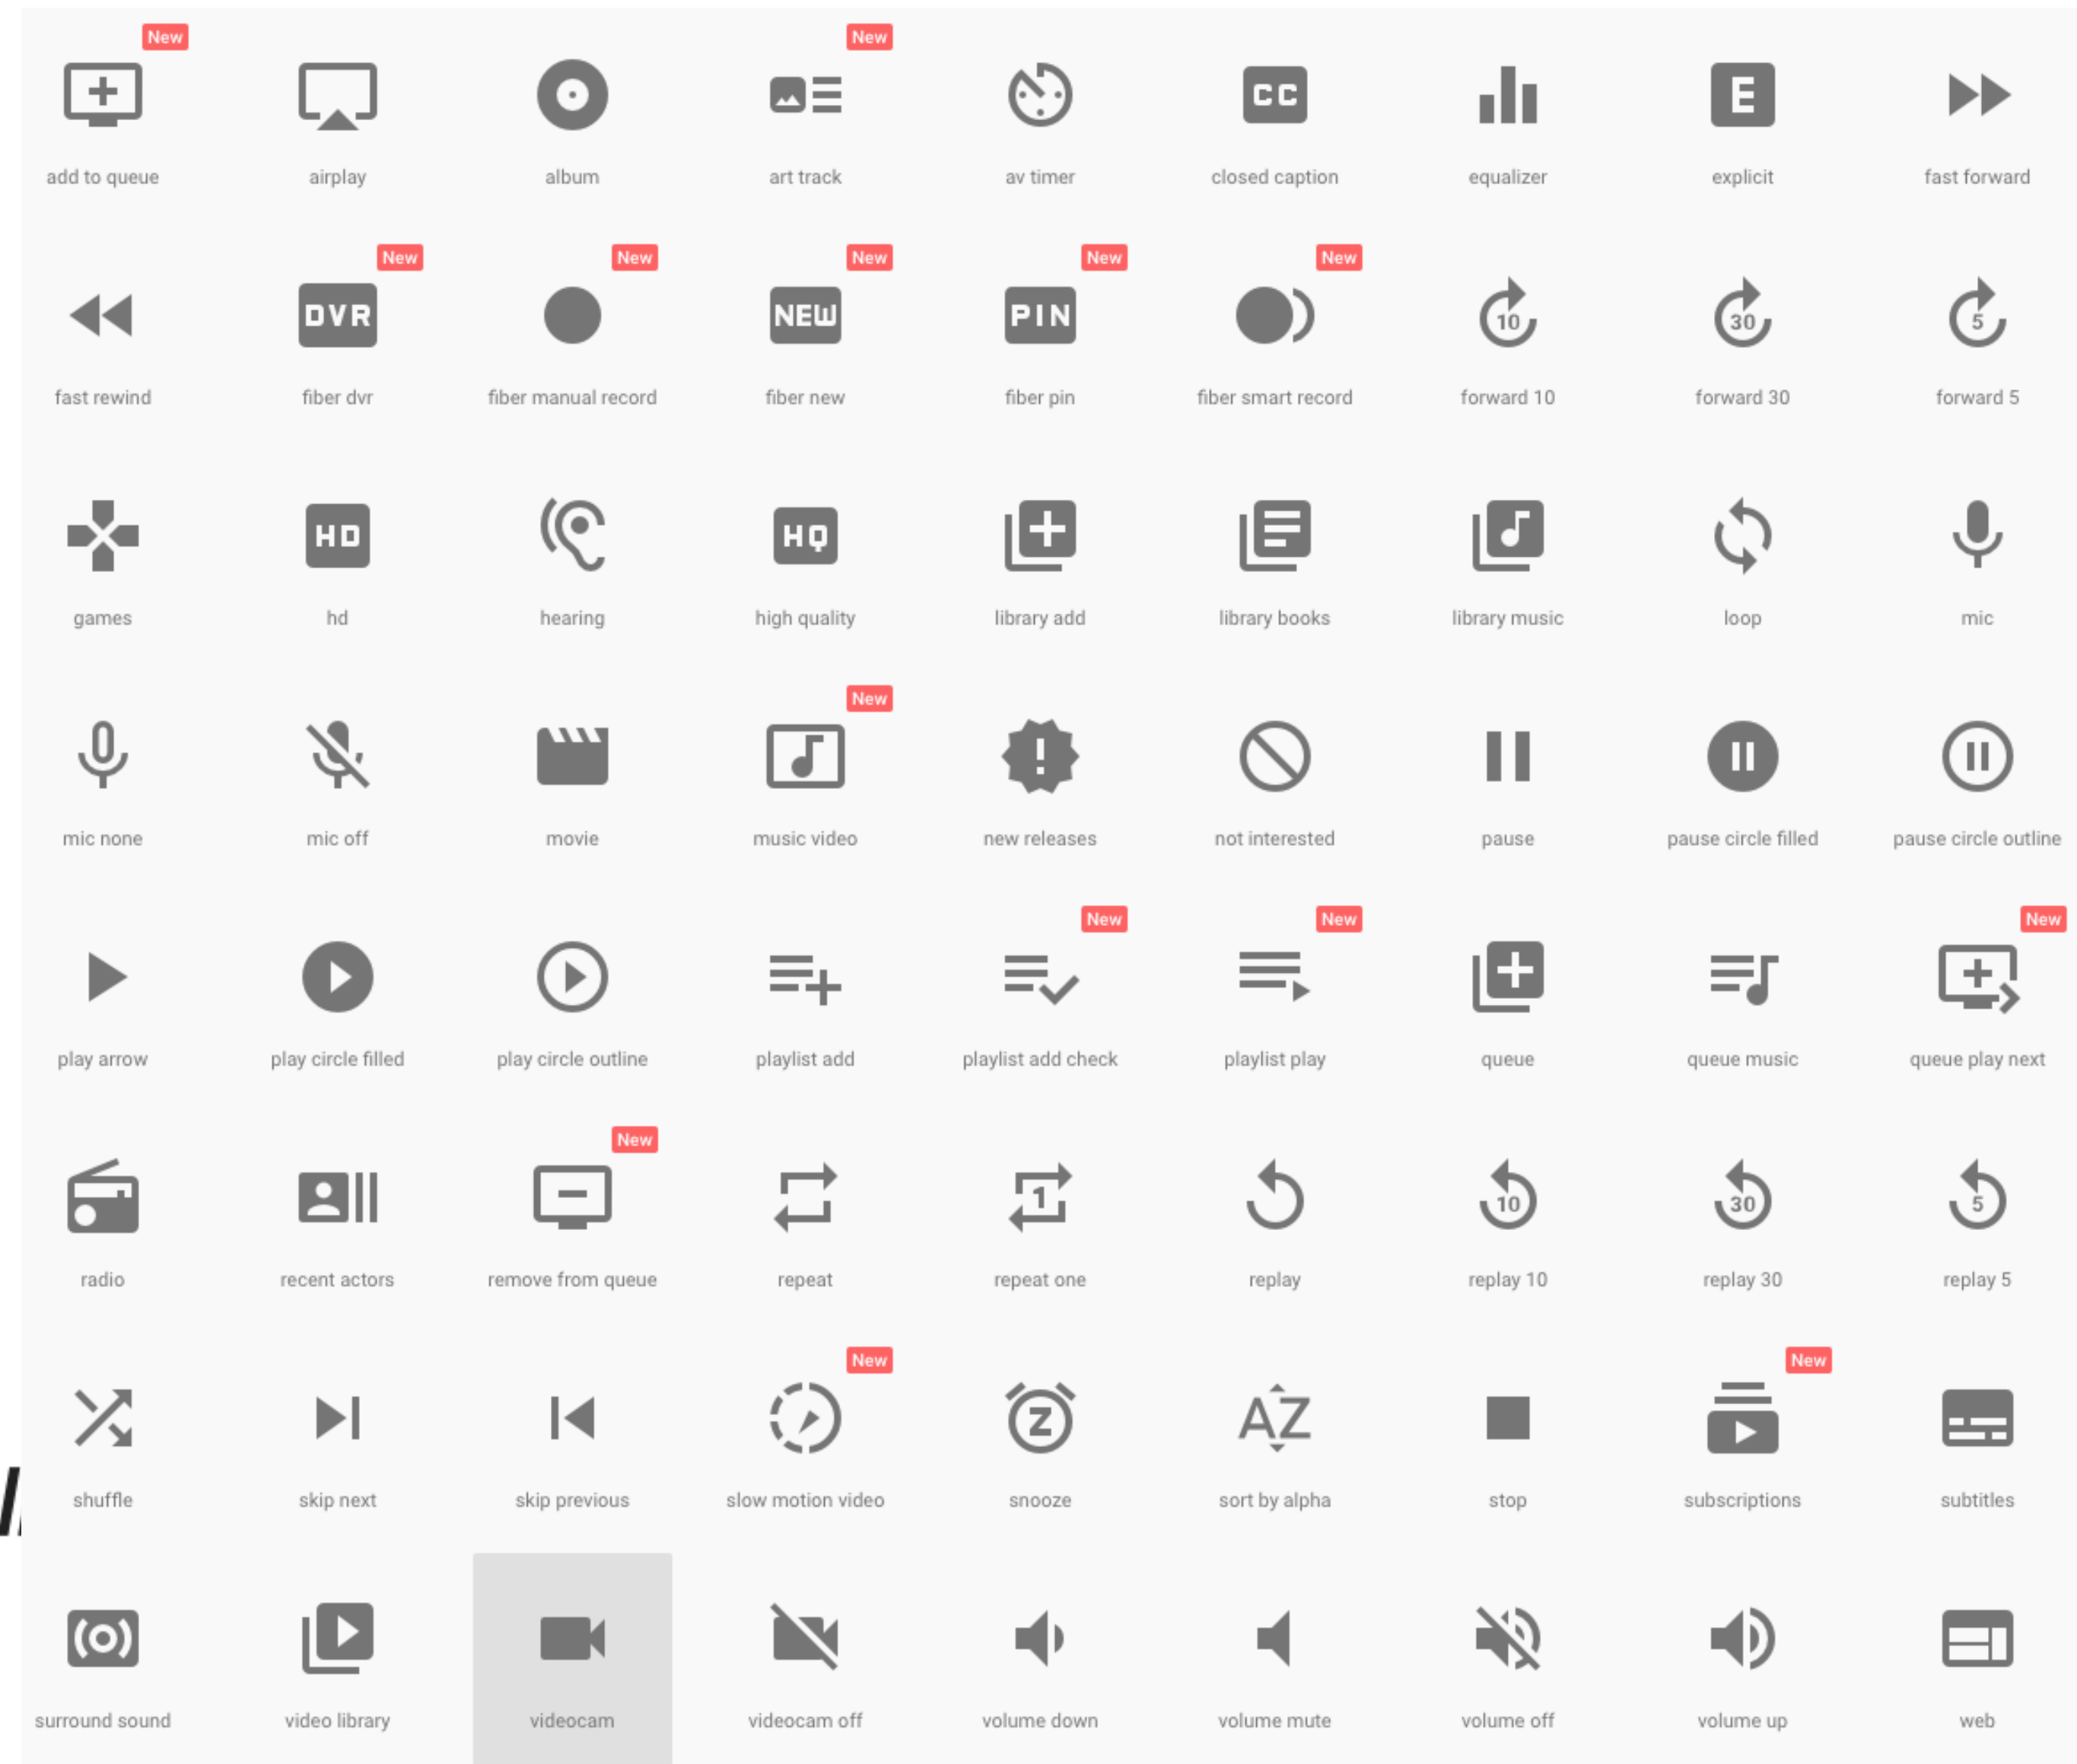 New New
CC E
add to queue airplay album art track av timer closed caption equalizer explicit fast forward
New New New New New
DVR NEW PIN 10 30 5
fast rewind fiber dvr fiber manual record fiber new fiber pin fiber smart record forward 10 forward 30 forward 5
HD HQ
games hd hearing high quality library add library books library music loop mic
New
!
mic none mic off movie music video new releases not interested pause pause circle filled pause circle outline
New New New
play arrow play circle filled play circle outline playlist add playlist add check playlist play queue queue music queue play next
New
1 10 30 5
radio recent actors remove from queue repeat repeat one replay replay 10 replay 30 replay 5
New New
Z AZ
shuffle skip next skip previous slow motion video snooze sort by alpha stop subscriptions subtitles
surround sound video library videocam videocam off volume down volume mute volume off volume up web